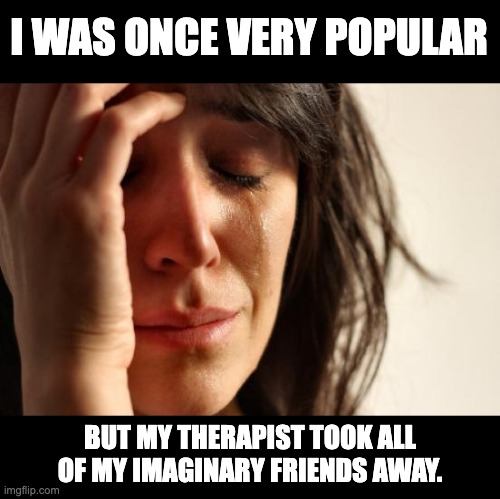 I WAS ONCE VERY POPULAR
BUT MY THERAPIST TOOK ALL
OF MY IMAGINARY FRIENDS AWAY.
imgflip.com